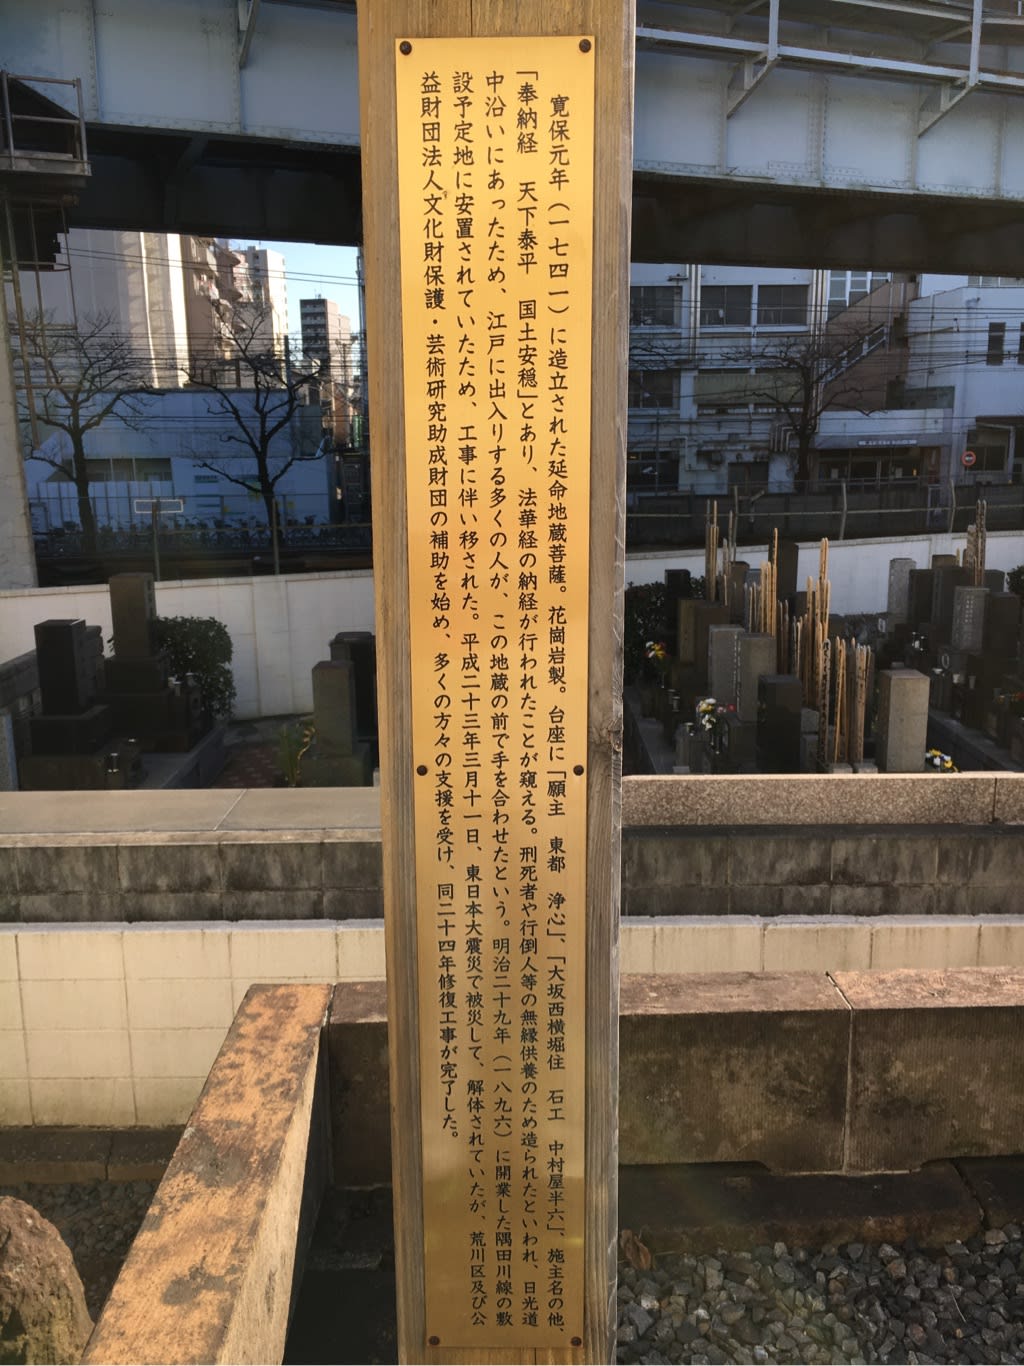 寛保元年（一七四一）に造立された延命地蔵菩薩。花崗岩製。台座に「願主　東都　浄心」、「大坂西横堀住　石工　中村屋半六」、施主名の他、
「奉納経　天下泰平　国土安穏」とあり、法華経の納経が行われたことが窺える。刑死者や行倒人等の無縁供養のため造られたといわれ、日光道
中沿いにあったため、江戸に出入りする多くの人が、この地蔵の前で手を合わせたという。明治二十九年（一八九六）に開業した隅田川線の敷
設予定地に安置されていたため、工事に伴い移された。平成二十三年三月十一日、東日本大震災で被災して、解体されていたが、荒川区及び公
益財団法人文化財保護・芸術研究助成財団の補助を始め、多くの方々の支援を受け、同二十四年修復工事が完了した。